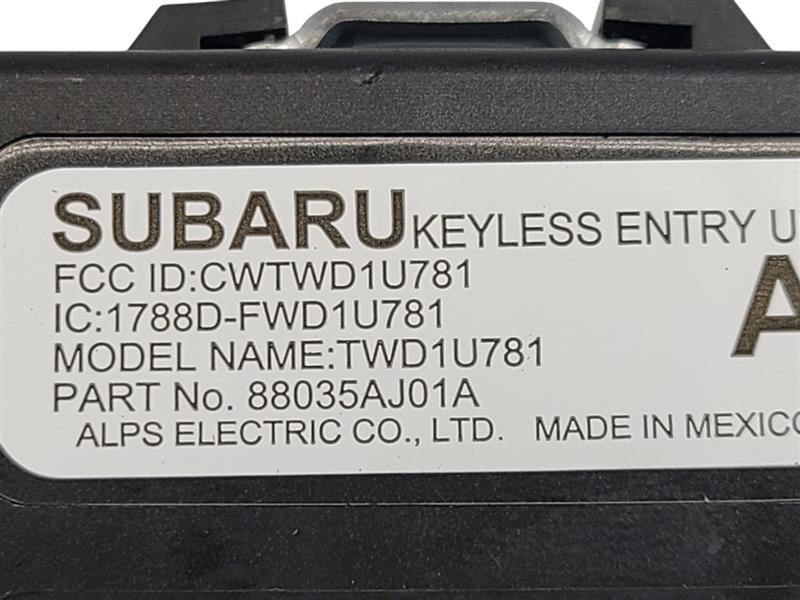 SUBARU KEYLESS ENTRY U
FCC ID:CWTWD1U781
A
IC:1788D-FWD1U781
MODEL NAME:TWD1U781
PART No. 88035AJ01A
ALPS ELECTRIC CO., LTD. MADE IN MEXICO